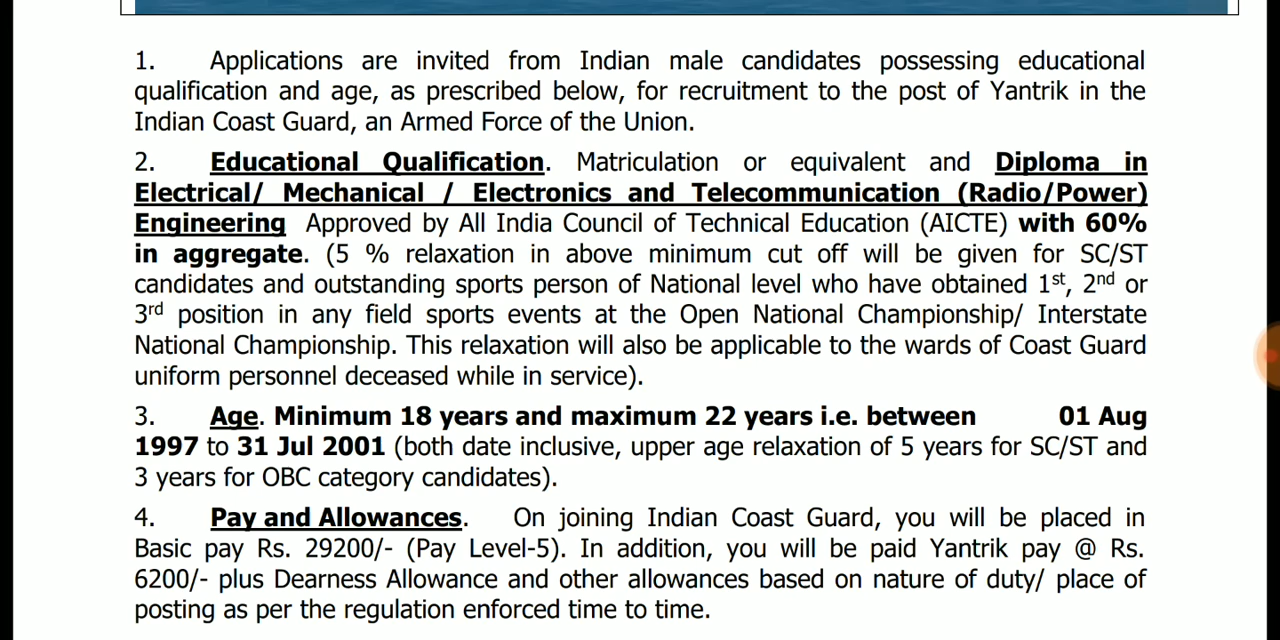 1. Applications are invited from Indian male candidates possessing educational
qualification and age, as prescribed below, for recruitment to the post of Yantrik in the
Indian Coast Guard, an Armed Force of the Union.
2. Educational Qualification. Matriculation or equivalent and Diploma in
Electrical/ Mechanical / Electronics and Telecommunication (Radio/Power)
Engineering Approved by All India Council of Technical Education (AICTE) with 60%
in aggregate. (5 % relaxation in above minimum cut off will be given for SC/ST
candidates and outstanding sports person of National level who have obtained 1st, 2nd or
3rd position in any field sports events at the Open National Championship/ Interstate
National Championship. This relaxation will also be applicable to the wards of Coast Guard
uniform personnel deceased while in service).
3. Age. Minimum 18 years and maximum 22 years i.e. between 01 Aug
1997 to 31 Jul 2001 (both date inclusive, upper age relaxation of 5 years for SC/ST and
3 years for OBC category candidates).
4. Pay and Allowances. On joining Indian Coast Guard, you will be placed in
Basic pay Rs. 29200/- (Pay Level-5). In addition, you will be paid Yantrik pay @ Rs.
6200/- plus Dearness Allowance and other allowances based on nature of duty/ place of
posting as per the regulation enforced time to time.